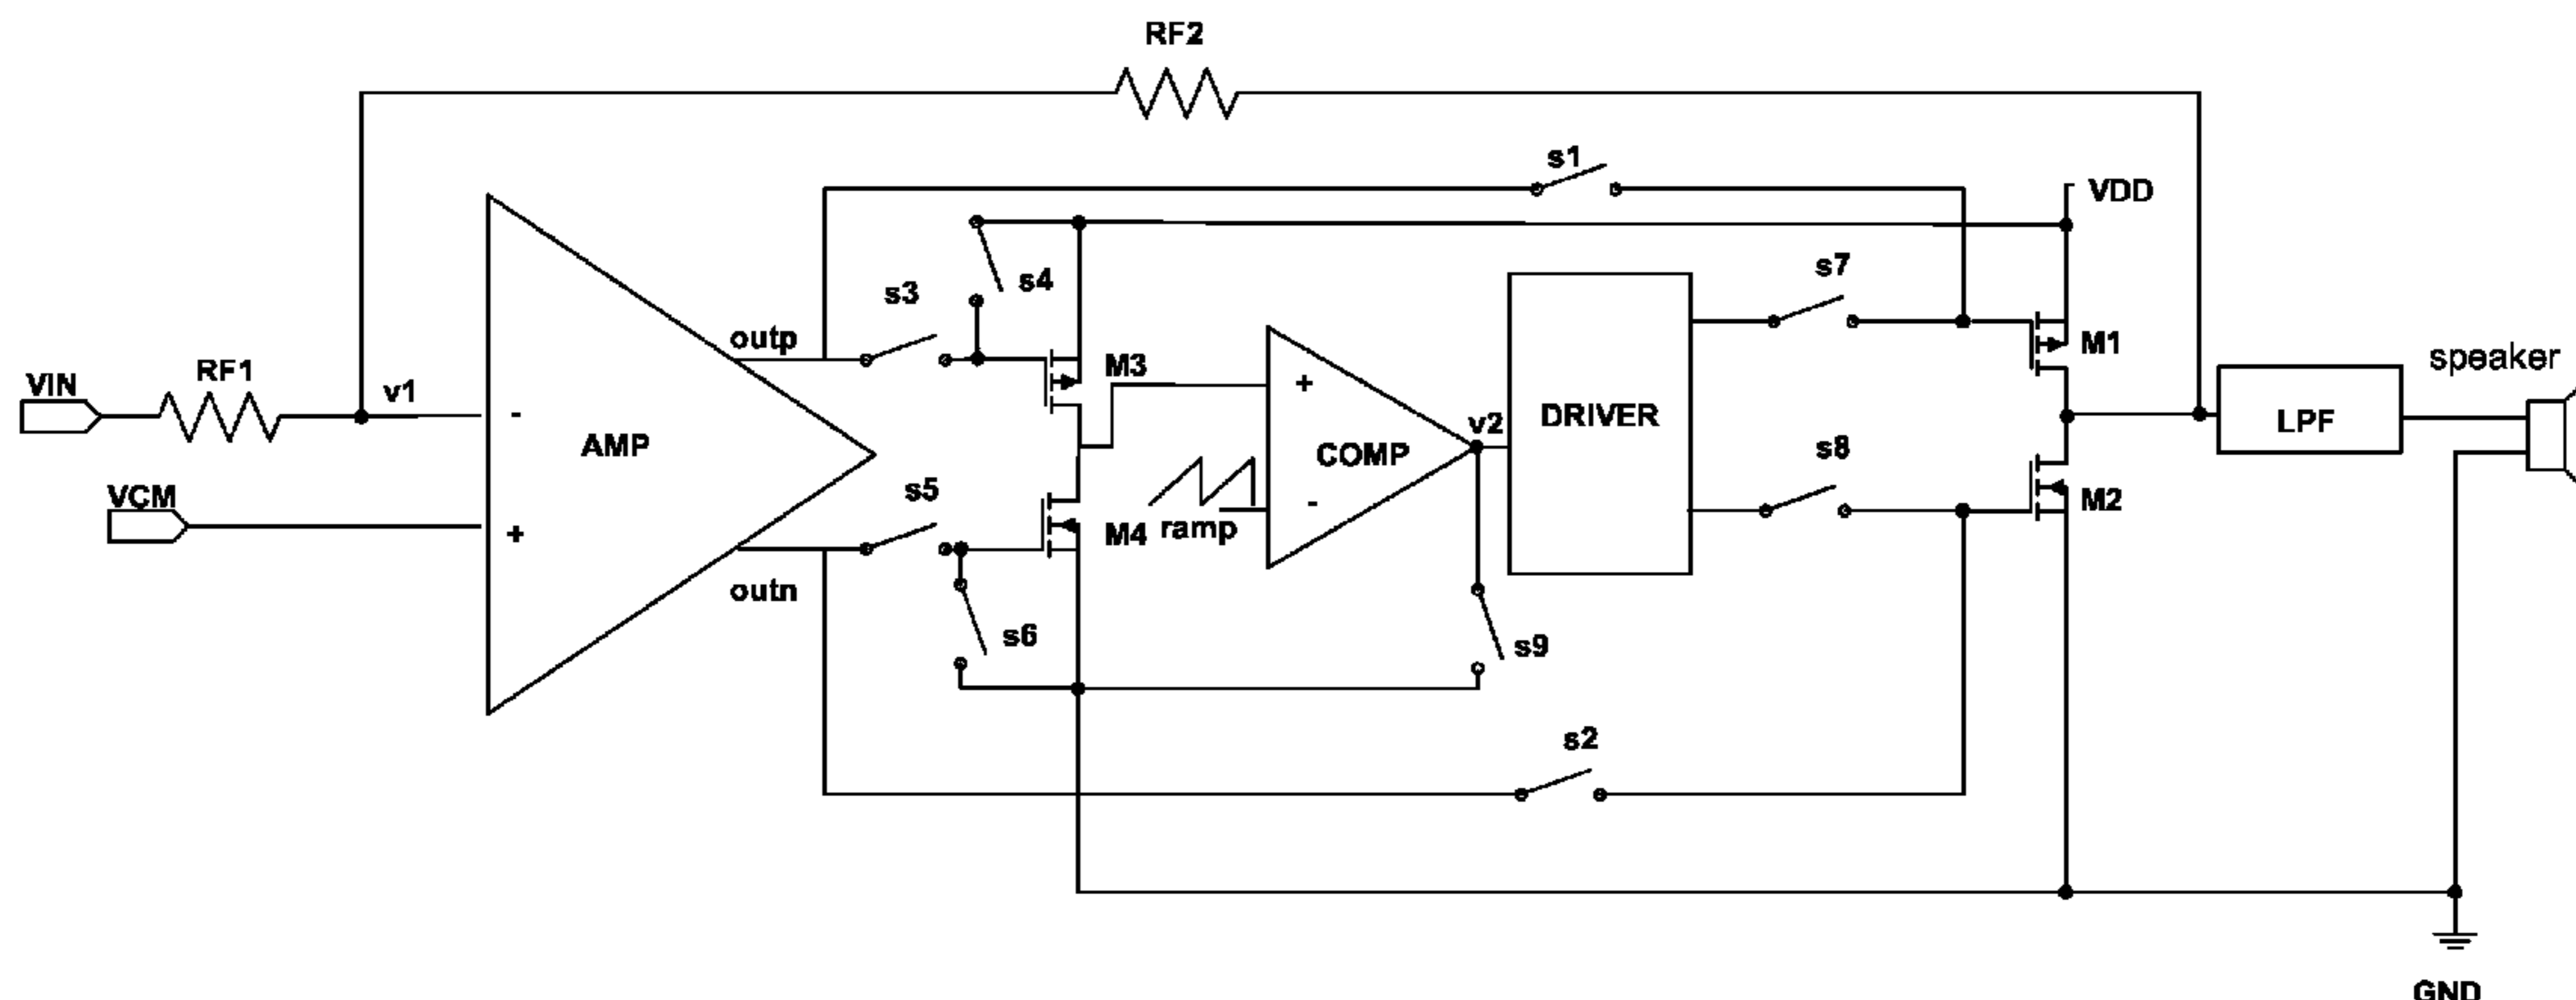 RF2
s1
VDD
s7
s4
s3
outp
M3
M1
speaker
RF1
VIN
v1
-
+
v2
DRIVER
LPF
AMP
COMP
s8
VCM
s5
-
M2
+
M4
ramp
outn
s6
s9
s2
GND